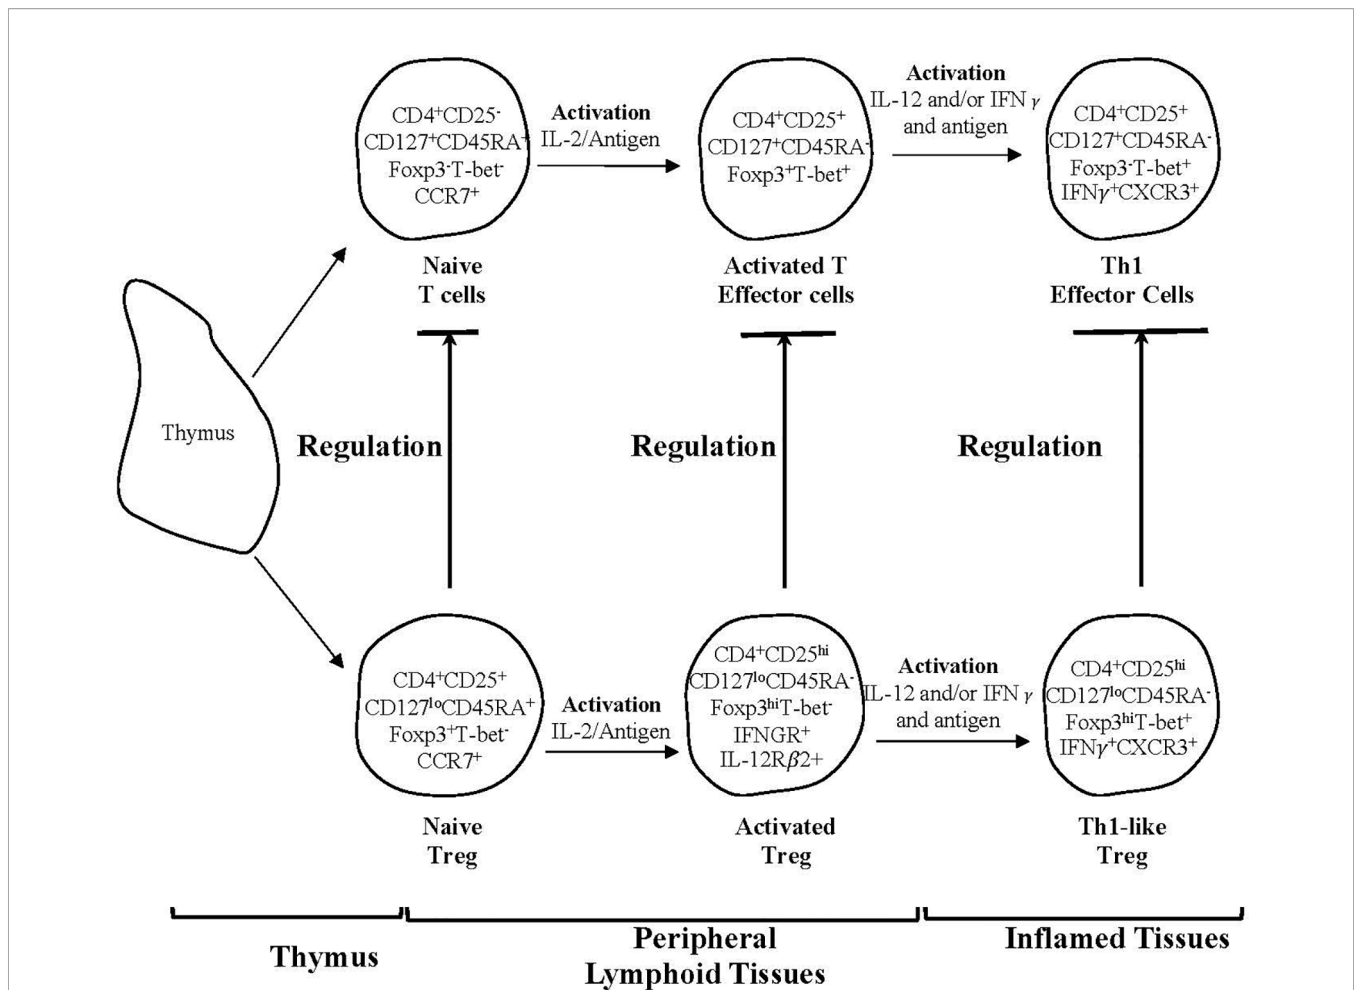 CD4⁺CD25⁻
CD127⁺CD45RA⁺
Foxp3⁻T-bet⁻
CCR7⁺
Naive
T cells
Activation
IL-2/Antigen
CD4⁺CD25⁺
CD127⁺CD45RA⁻
Foxp3⁺T-bet⁺
Activated T
Effector cells
Activation
IL-12 and/or IFN γ
and antigen
CD4⁺CD25⁺
CD127⁺CD45RA⁻
Foxp3⁻T-bet⁺
IFNγ⁺CXCR3⁺
Th1
Effector Cells
Thymus
Regulation
Regulation
Regulation
CD4⁺CD25⁺
CD127ˡᵒCD45RA⁺
Foxp3⁺T-bet⁻
CCR7⁺
Naive
Treg
Activation
IL-2/Antigen
CD4⁺CD25ʰⁱ
CD127ˡᵒCD45RA⁻
Foxp3ʰⁱT-bet⁻
IFNGR⁺
IL-12Rβ2+
Activated
Treg
Activation
IL-12 and/or IFN γ
and antigen
CD4⁺CD25ʰⁱ
CD127ˡᵒCD45RA⁻
Foxp3ʰⁱT-bet⁺
IFNγ⁺CXCR3⁺
Th1-like
Treg
Thymus
Peripheral
Lymphoid Tissues
Inflamed Tissues